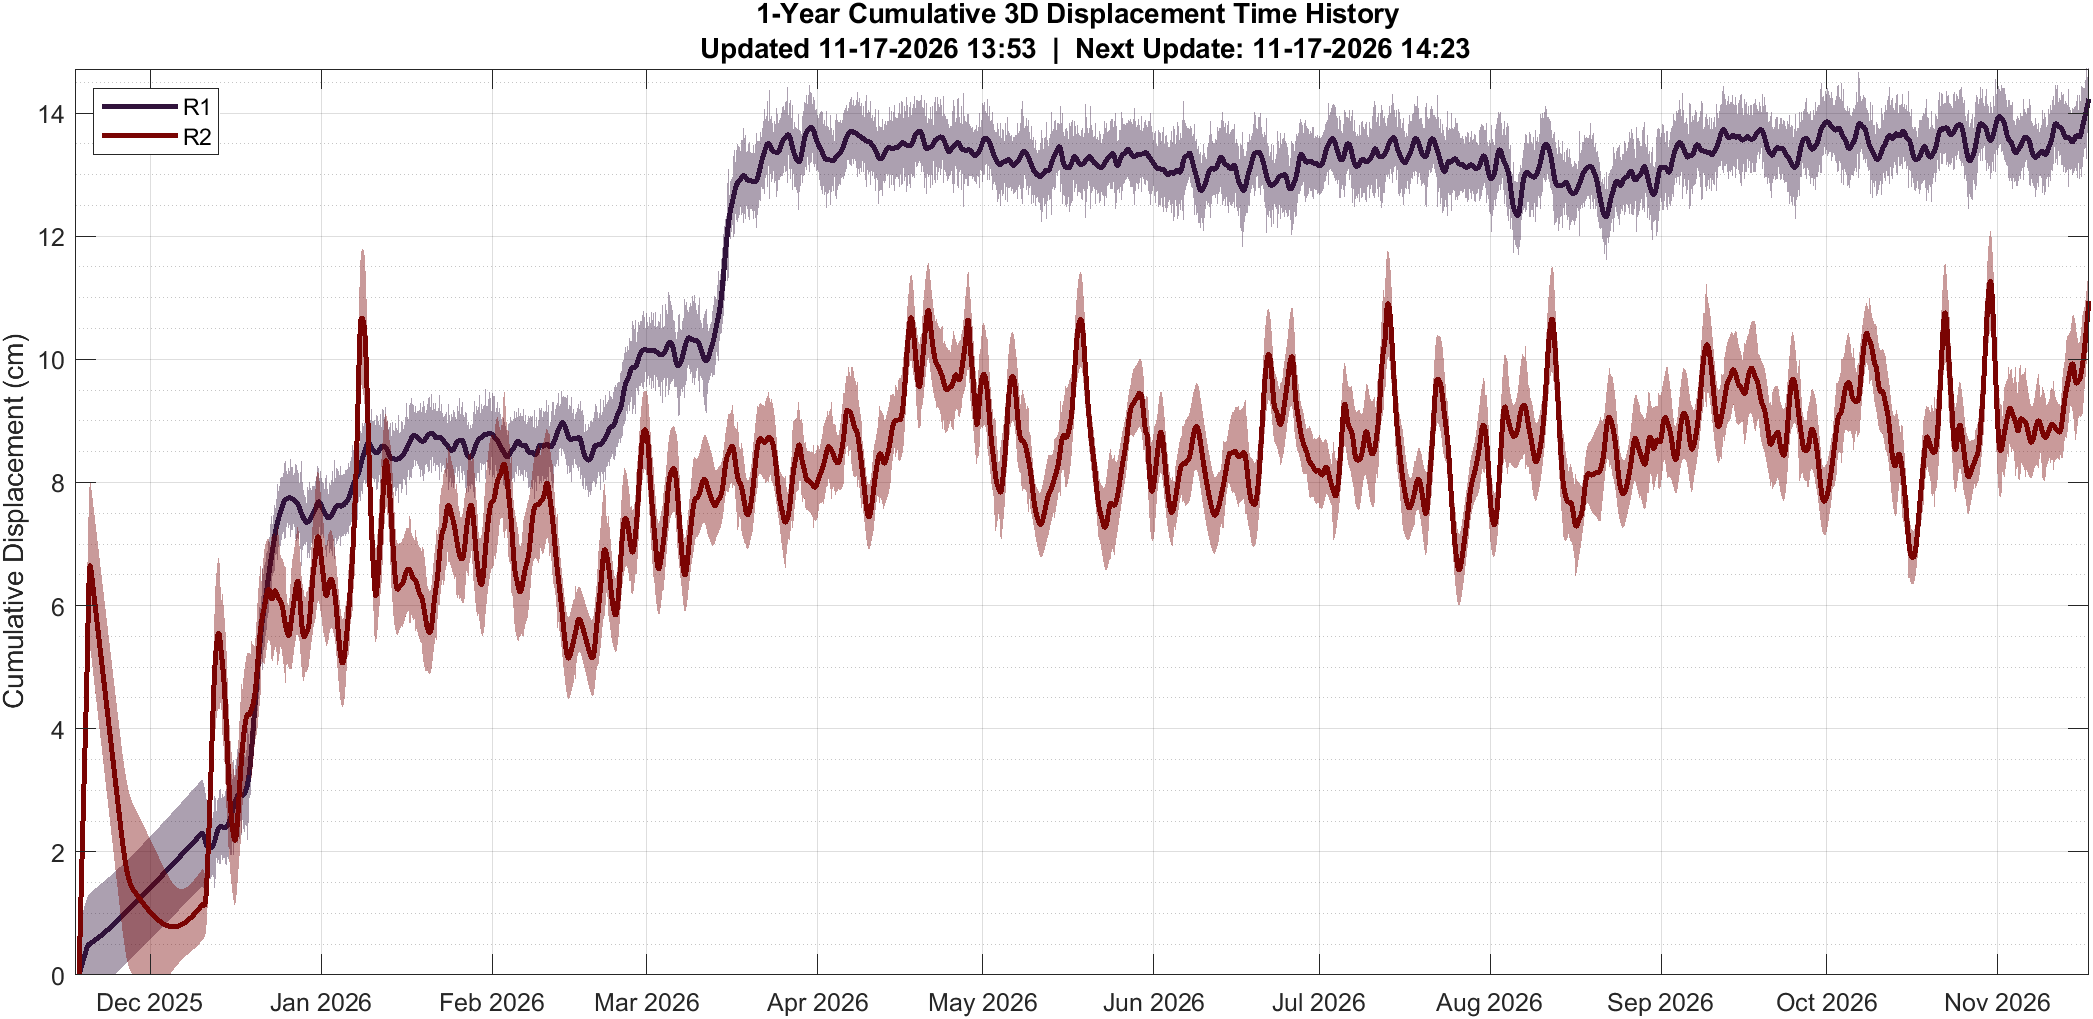 1-Year Cumulative 3D Displacement Time History
Updated 11-17-2026 13:53 | Next Update: 11-17-2026 14:23
R1
R2
Cumulative Displacement (cm)
14
12
10
8
6
4
2
0
Dec 2025 Jan 2026 Feb 2026 Mar 2026 Apr 2026 May 2026 Jun 2026 Jul 2026 Aug 2026 Sep 2026 Oct 2026 Nov 2026